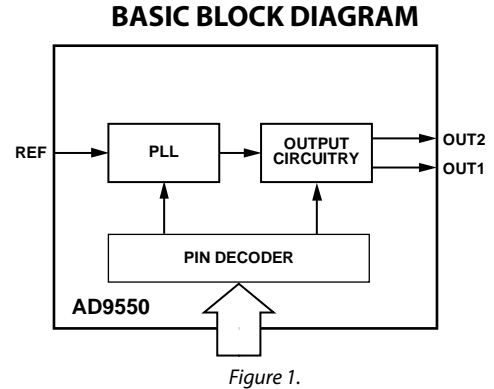 BASIC BLOCK DIAGRAM
REF
PLL
OUTPUT
CIRCUITRY
OUT2
OUT1
PIN DECODER
AD9550
Figure 1.